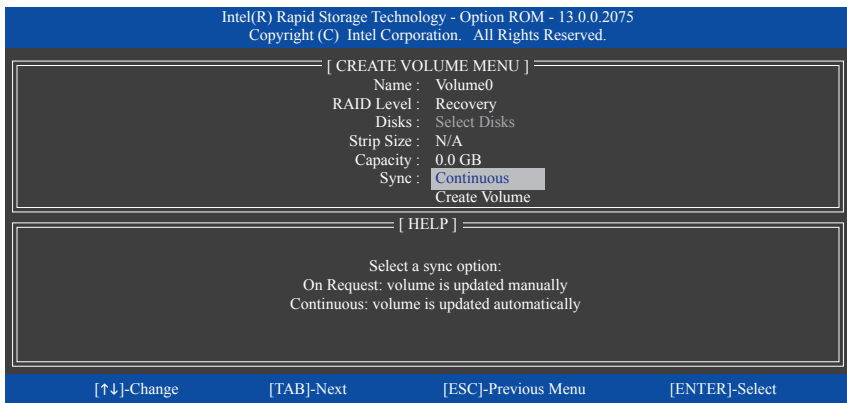 Intel(R) Rapid Storage Technology - Option ROM - 13.0.0.2075
Copyright (C) Intel Corporation. All Rights Reserved.
[ CREATE VOLUME MENU ]
Name : Volume0
RAID Level : Recovery
Disks : Select Disks
Strip Size : N/A
Capacity : 0.0 GB
Sync : Continuous
Create Volume
[ HELP ]
Select a sync option:
On Request: volume is updated manually
Continuous: volume is updated automatically
[↑↓]-Change [TAB]-Next [ESC]-Previous Menu [ENTER]-Select